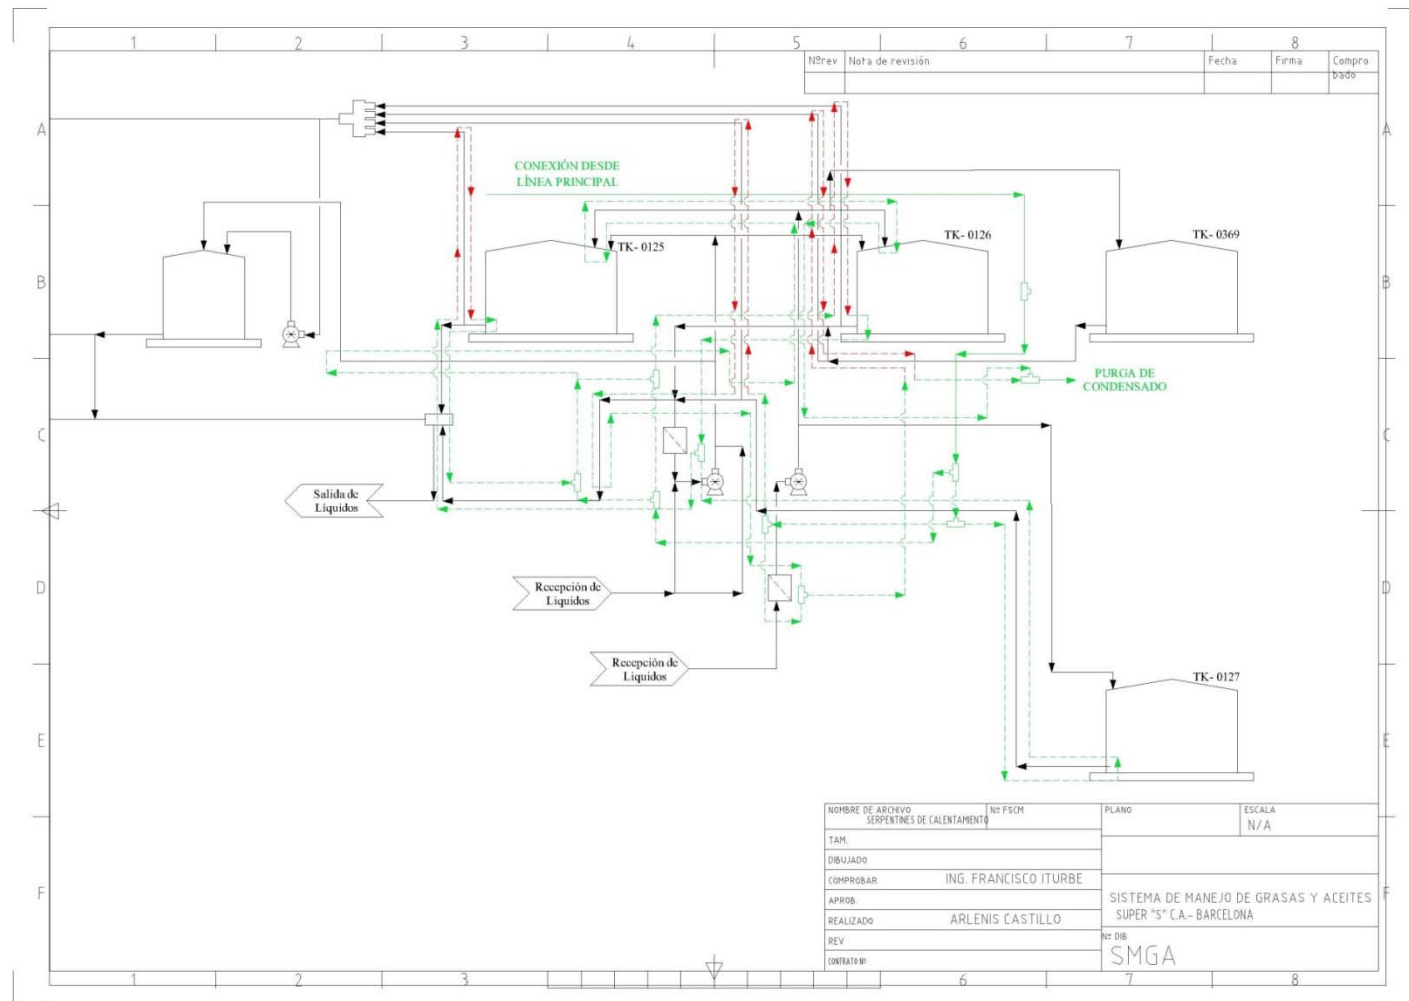 1 2 3 4 5 6 7 8
Nºrev Nota de revisión Fecha Firma Compro
bado
A A
CONEXIÓN DESDE
LÍNEA PRINCIPAL
TK- 0125 TK- 0126 TK- 0369
B B
PURGA DE
CONDENSADO
C C
Salida de
Liquidos
Recepción de
Liquidos
D D
Recepción de
Liquidos
TK- 0127
E E
NOMBRE DE ARCHIVO Nº FSCM PLANO ESCALA
SERPENTINES DE CALENTAMIENTO N/A
TAM.
DIBUJADO
COMPROBAR ING. FRANCISCO ITURBE
F F
APROB. SISTEMA DE MANEJO DE GRASAS Y ACEITES
REALIZADO ARLENIS CASTILLO SUPER "S" C.A.- BARCELONA
REV Nº DIB
CONTRATO Nº SMGA
1 2 3 4 6 7 8